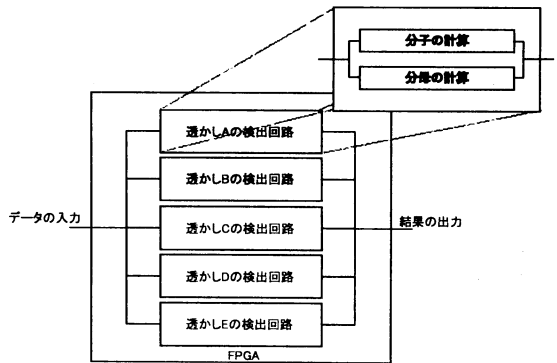 分子の計算
分母の計算
透かしAの検出回路
透かしBの検出回路
データの入力
透かしCの検出回路
結果の出力
透かしDの検出回路
透かしEの検出回路
FPGA